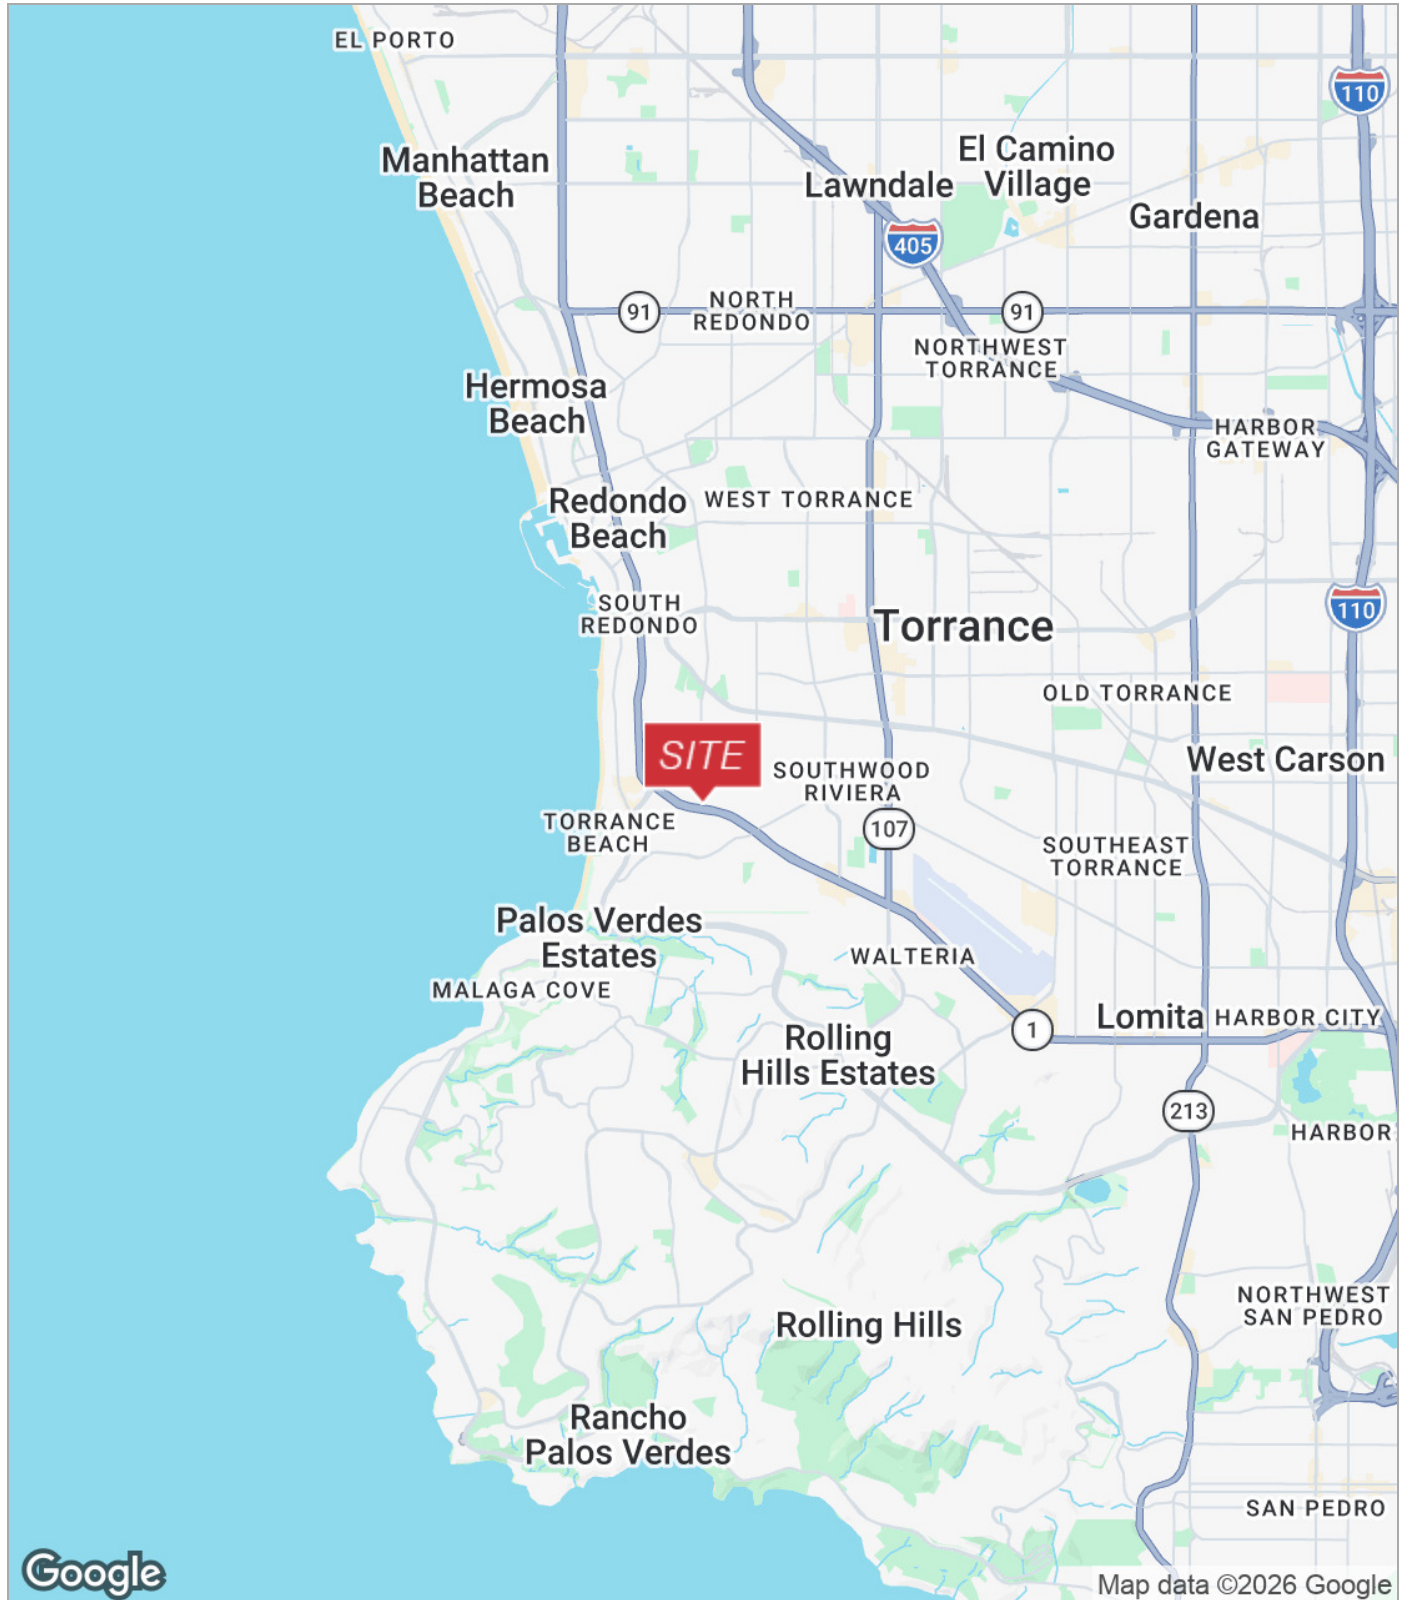 EL PORTO
110
Manhattan
Beach
El Camino
Village
Lawndale
Gardena
405
91
NORTH
REDONDO
91
NORTHWEST
TORRANCE
Hermosa
Beach
HARBOR
GATEWAY
Redondo
Beach
WEST TORRANCE
SOUTH
REDONDO
Torrance
110
OLD TORRANCE
SITE
West Carson
SOUTHWOOD
RIVIERA
TORRANCE
BEACH
107
SOUTHEAST
TORRANCE
Palos Verdes
Estates
WALTERIA
MALAGA COVE
Lomita
HARBOR CITY
1
Rolling
Hills Estates
213
HARBOR
NORTHWEST
SAN PEDRO
Rolling Hills
Rancho
Palos Verdes
SAN PEDRO
Google
Map data ©2026 Google